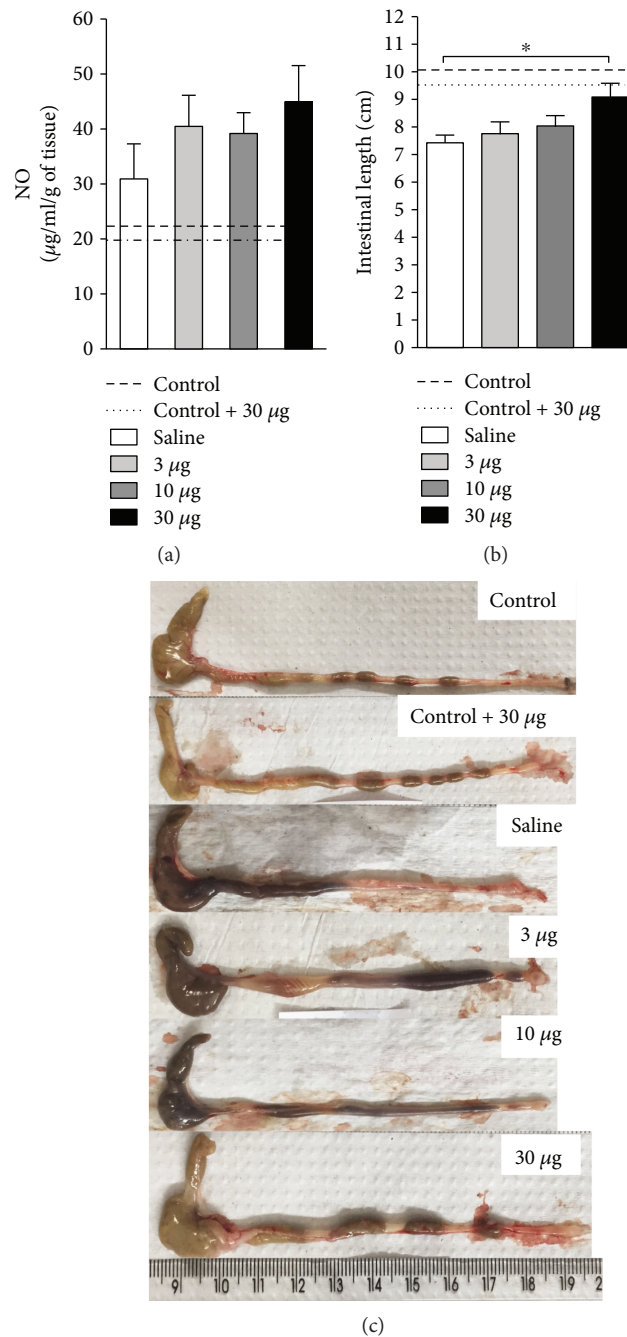 60
50
40
30
20
10
0
NO
(μg/ml/g of tissue)
Control
Control + 30 μg
Saline
3 μg
10 μg
30 μg
(a)
*
12
11
10
9
8
7
6
5
4
3
2
1
0
Intestinal length (cm)
Control
Control + 30 μg
Saline
3 μg
10 μg
30 μg
(b)
Control
Control + 30 μg
Saline
3 μg
10 μg
30 μg
9 10 11 12 13 14 15 16 17 18 19 2
(c)